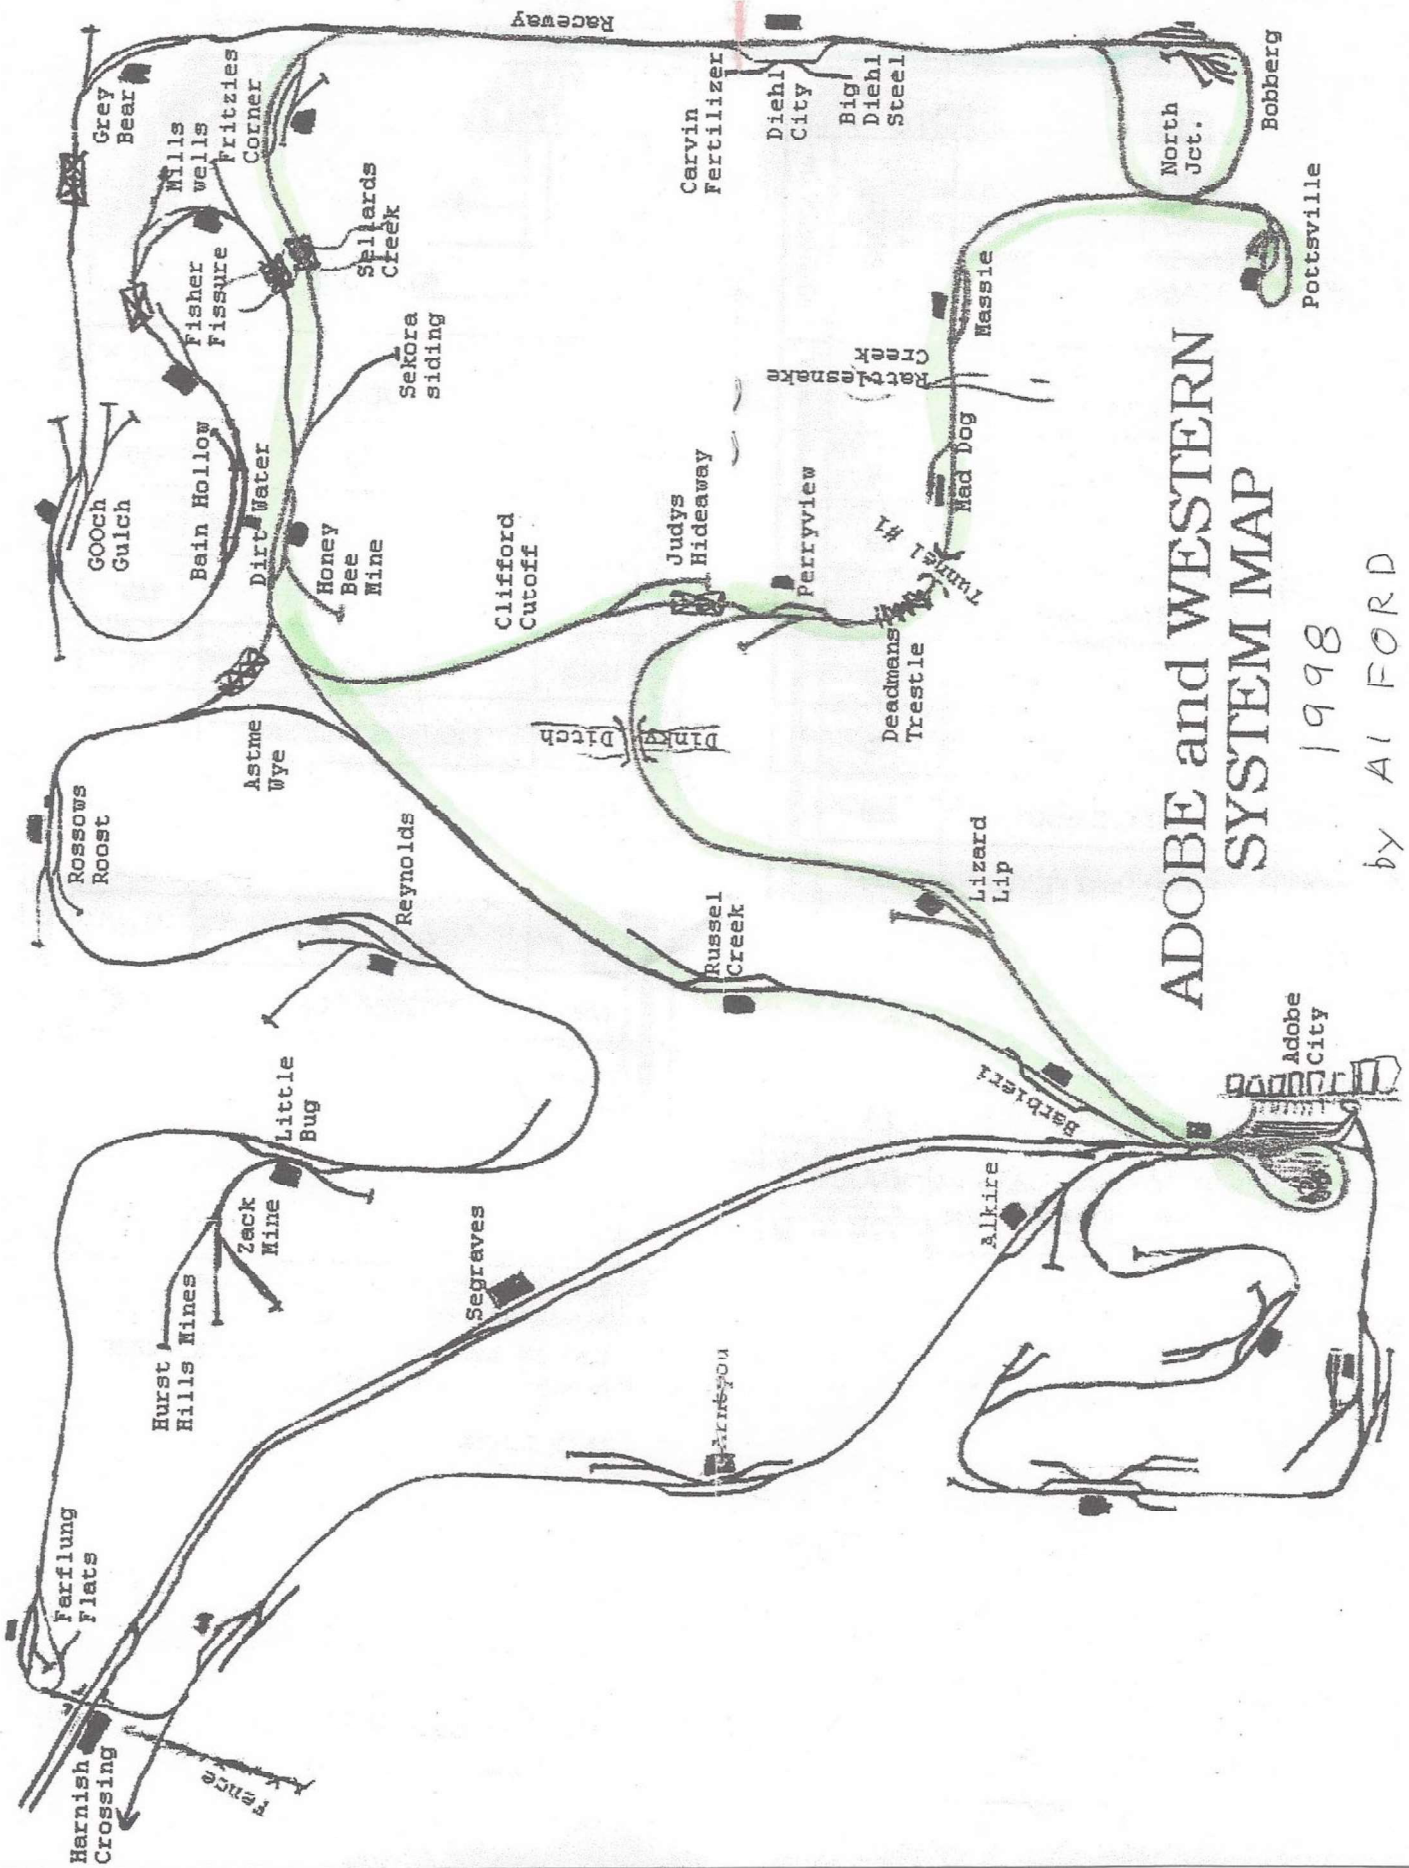 Harnish
Crossing
Farflung
Flats
Fence
Hurst
Hills Mines
Zack
Mine
Little
Bug
Segraves
Arntyou
Alkire
Barbieri
Adobe
City
Rossows
Roost
Reynolds
Astme
Wye
Russel
Creek
Lizard
Lip
Dinky
Ditch
Clifford
Cutoff
Judys
Hideaway
Perryview
Deadmans
Trestle
Tunnel #1
Mad Dog
Rattlesnake
Creek
Massie
Gooch
Gulch
Bain Hollow
Dirt Water
Honey
Bee
Mine
Sekora
siding
Fisher
Fissure
Sellards
Creek
Mills
wells
Grey
Bear
Fritzies
Corner
Raceway
Carvin
Fertilizer
Diehl
City
Big
Diehl
Steel
North
Jct.
Bobberg
Pottsville
ADOBE and WESTERN
SYSTEM MAP
1998
by Al FORD